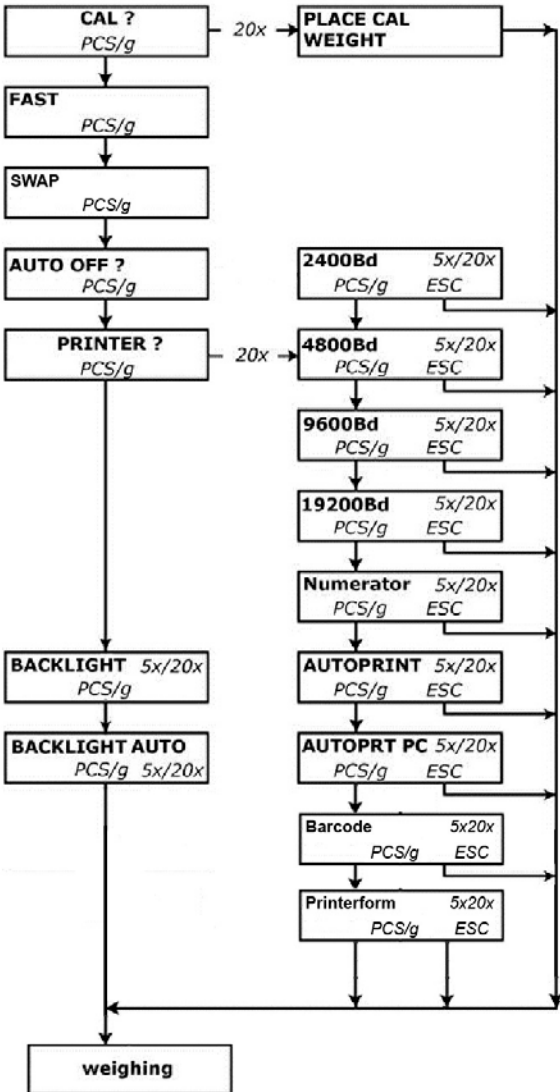 CAL ?
PCS/g
20x
PLACE CAL
WEIGHT
FAST
PCS/g
SWAP
PCS/g
AUTO OFF ?
PCS/g
PRINTER ?
PCS/g
20x
2400Bd 5x/20x
PCS/g ESC
4800Bd 5x/20x
PCS/g ESC
9600Bd 5x/20x
PCS/g ESC
19200Bd 5x/20x
PCS/g ESC
Numerator 5x/20x
PCS/g ESC
AUTOPRINT 5x/20x
PCS/g ESC
AUTOPRT PC 5x/20x
PCS/g ESC
Barcode 5x20x
PCS/g ESC
Printerform 5x20x
PCS/g ESC
BACKLIGHT 5x/20x
PCS/g
BACKLIGHT AUTO
PCS/g 5x/20x
weighing